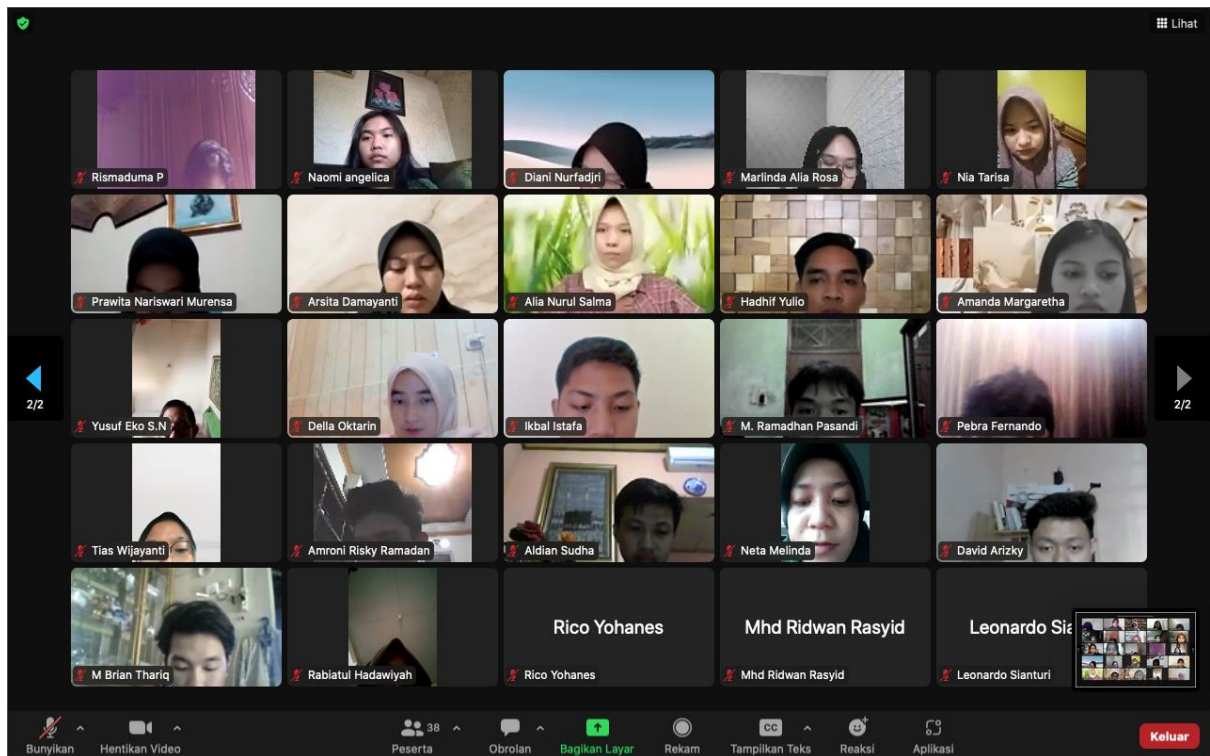 Lihat
Rismaduma P
Naomi angelica
Diani Nurfadjri
Marlinda Alia Rosa
Nia Tarisa
Prawita Nariswari Murensa
Arsita Damayanti
Alia Nurul Salma
Hadhif Yulio
Amanda Margaretha
2/2
2/2
Yusuf Eko S.N
Della Oktarin
Ikbal Istafa
M. Ramadhan Pasandi
Pebra Fernando
Tias Wijayanti
Amroni Risky Ramadan
Aldian Sudha
Neta Melinda
David Arizky
Rico Yohanes
Mhd Ridwan Rasyid
Leonardo Sia
M Brian Thariq
Rabiatul Hadawiyah
Rico Yohanes
Mhd Ridwan Rasyid
Leonardo Sianturi
38
CC
Bunyikan
Hentikan Video
Peserta
Obrolan
Bagikan Layar
Rekam
Tampilkan Teks
Reaksi
Aplikasi
Keluar